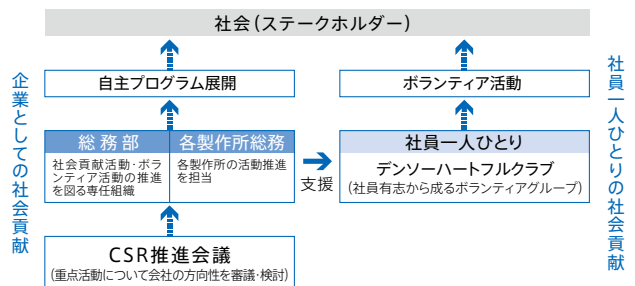 社会(ステークホルダー)
企業としての社会貢献
自主プログラム展開
ボランティア活動
社員一人ひとりの社会貢献
総務部
各製作所総務
社会貢献活動・ボラ
ンティア活動の推進
を図る専任組織
各製作所の活動推進
を担当
支援
社員一人ひとり
デンソーハートフルクラブ
(社員有志から成るボランティアグループ)
CSR推進会議
(重点活動について会社の方向性を審議・検討)